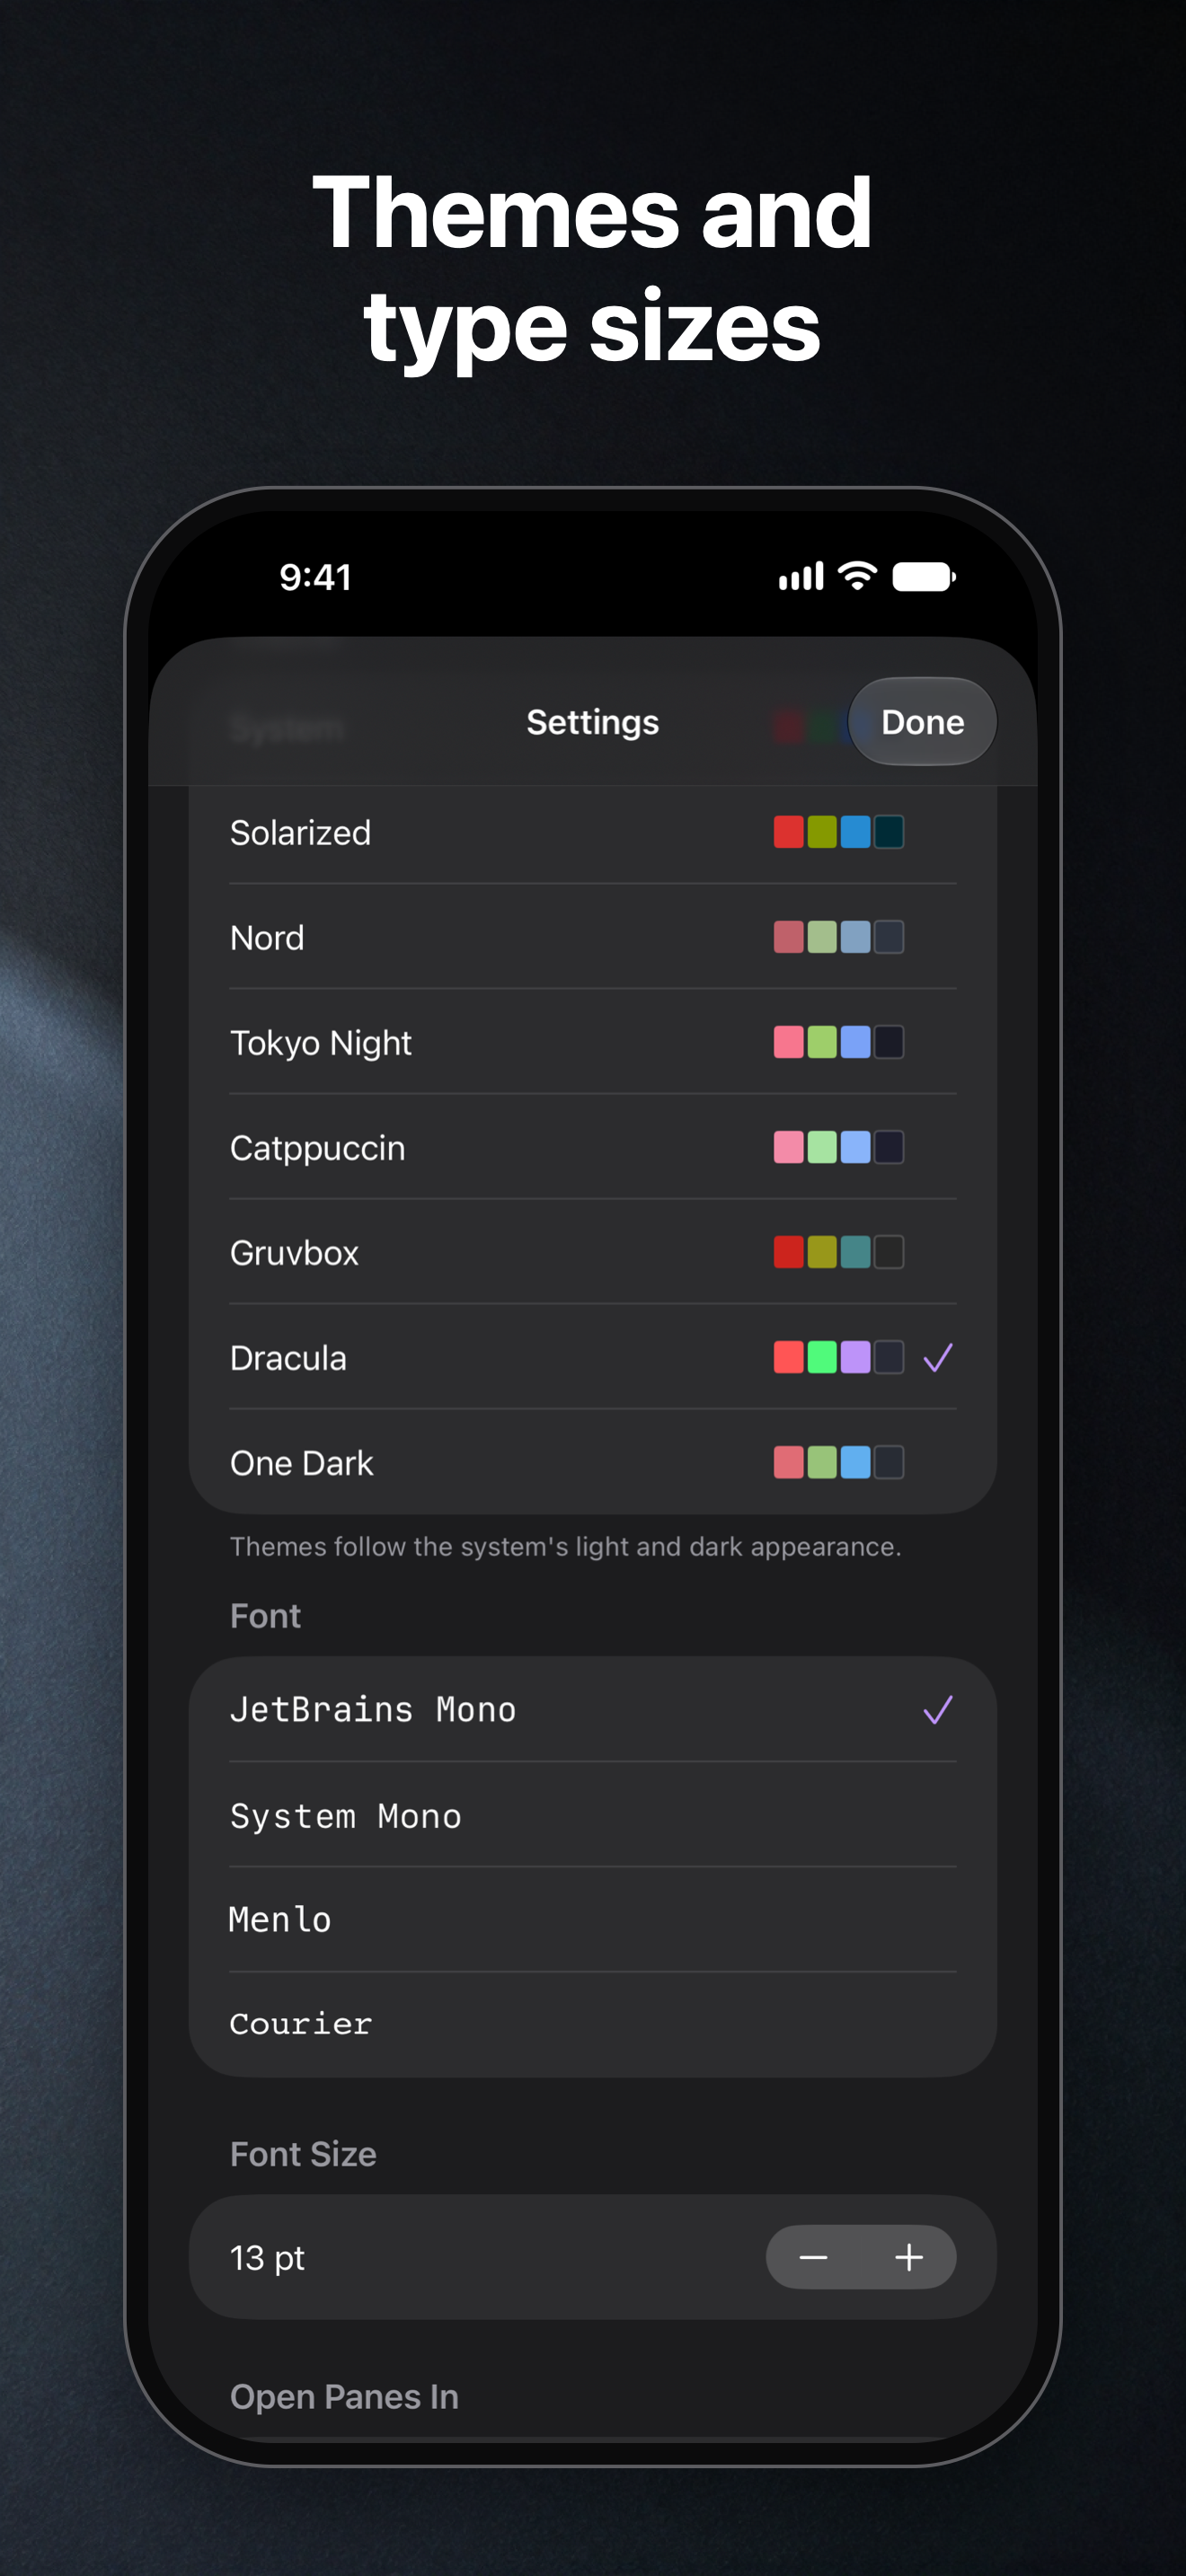 Themes and
type sizes
9:41
System
Settings
Done
Solarized
Nord
Tokyo Night
Catppuccin
Gruvbox
Dracula
One Dark
Themes follow the system's light and dark appearance.
Font
JetBrains Mono
System Mono
Menlo
Courier
Font Size
13 pt
Open Panes In